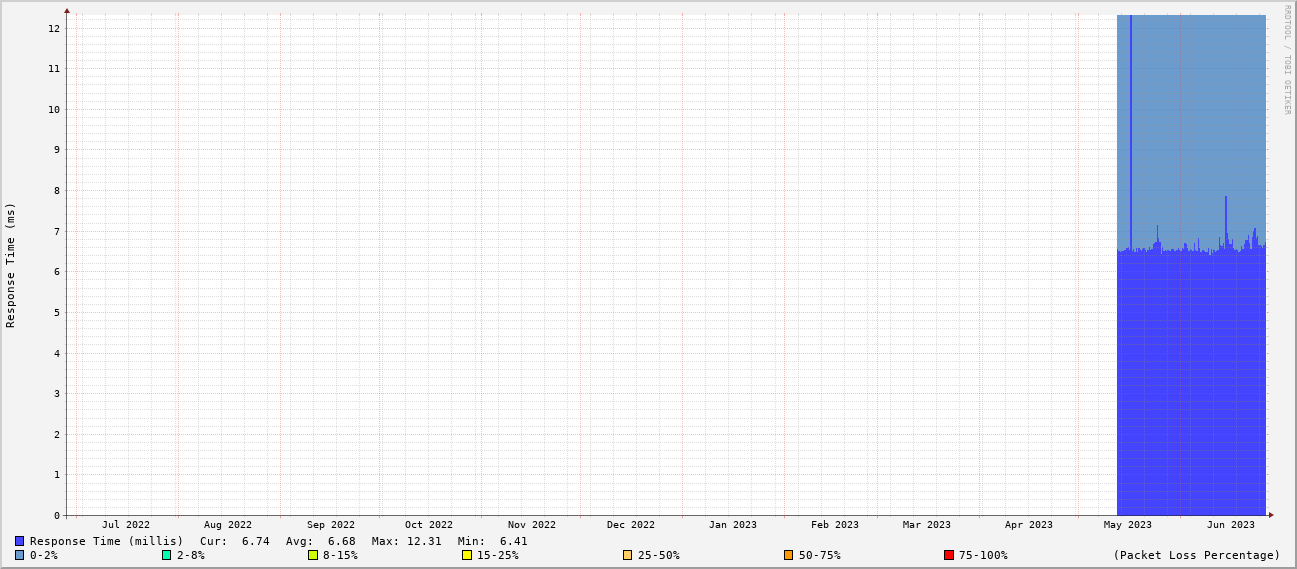 RRDTOOL / TOBI OETIKER
Response Time (ms)
12
11
10
9
8
7
6
5
4
3
2
1
0
Jul 2022 Aug 2022 Sep 2022 Oct 2022 Nov 2022 Dec 2022 Jan 2023 Feb 2023 Mar 2023 Apr 2023 May 2023 Jun 2023
Response Time (millis) Cur: 6.74 Avg: 6.68 Max: 12.31 Min: 6.41
0-2% 2-8% 8-15% 15-25% 25-50% 50-75% 75-100% (Packet Loss Percentage)